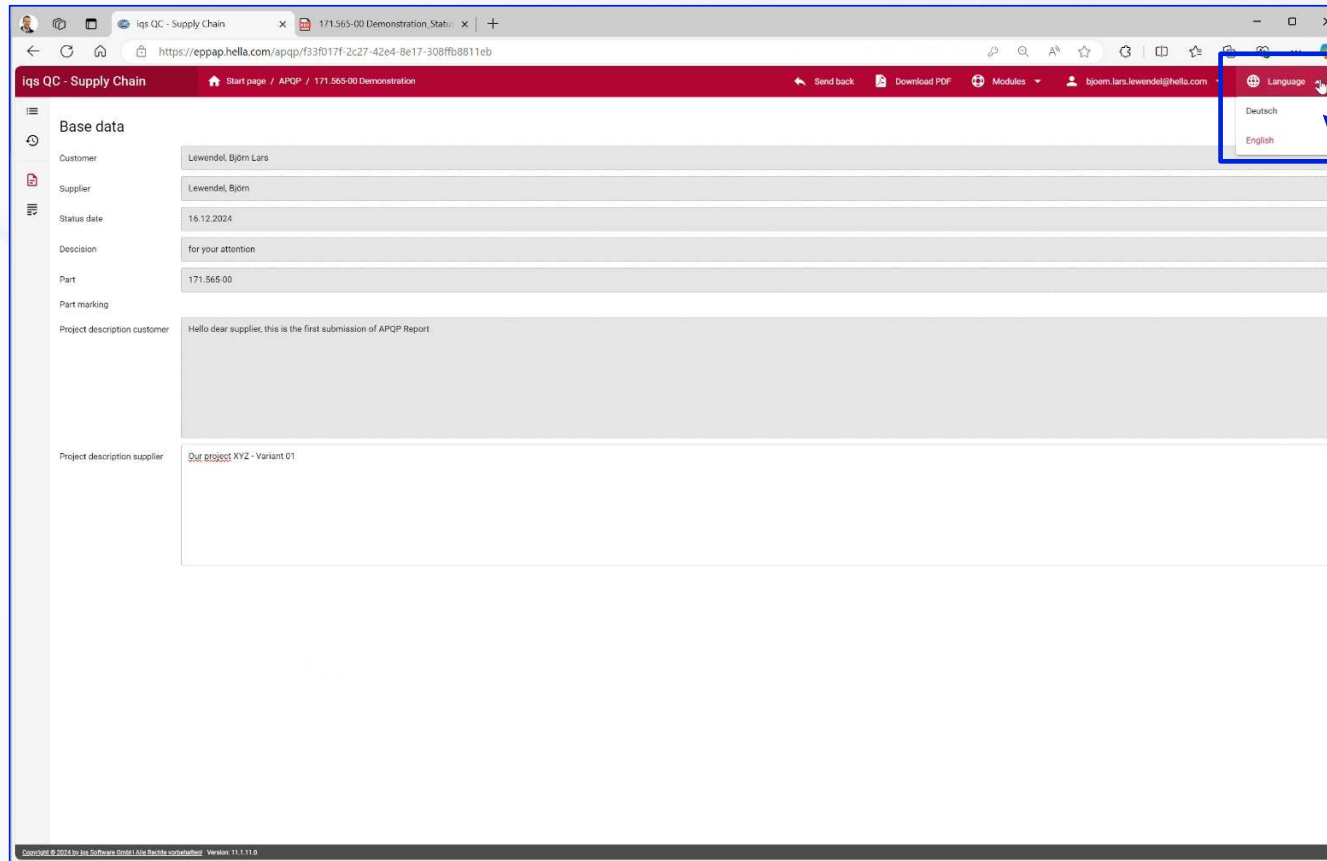 iqs QC - Supply Chain
171.565-00 Demonstration_Statu
https://eppap.hella.com/apqp/f33f017f-2c27-42e4-8e17-308ffb8811eb
iqs QC - Supply Chain
Start page / APQP / 171.565-00 Demonstration
Send back
Download PDF
Modules
bjoern.lars.lewendel@hella.com
Language
Deutsch
English
Base data
Customer
Lewendel, Björn Lars
Supplier
Lewendel, Björn
Status date
16.12.2024
Descision
for your attention
Part
171.565-00
Part marking
Project description customer
Hello dear supplier, this is the first submission of APQP Report
Project description supplier
Our project XYZ - Variant 01
Copyright © 2024 by iqs Software GmbH Alle Rechte vorbehalten! Version: 11.1.11.0